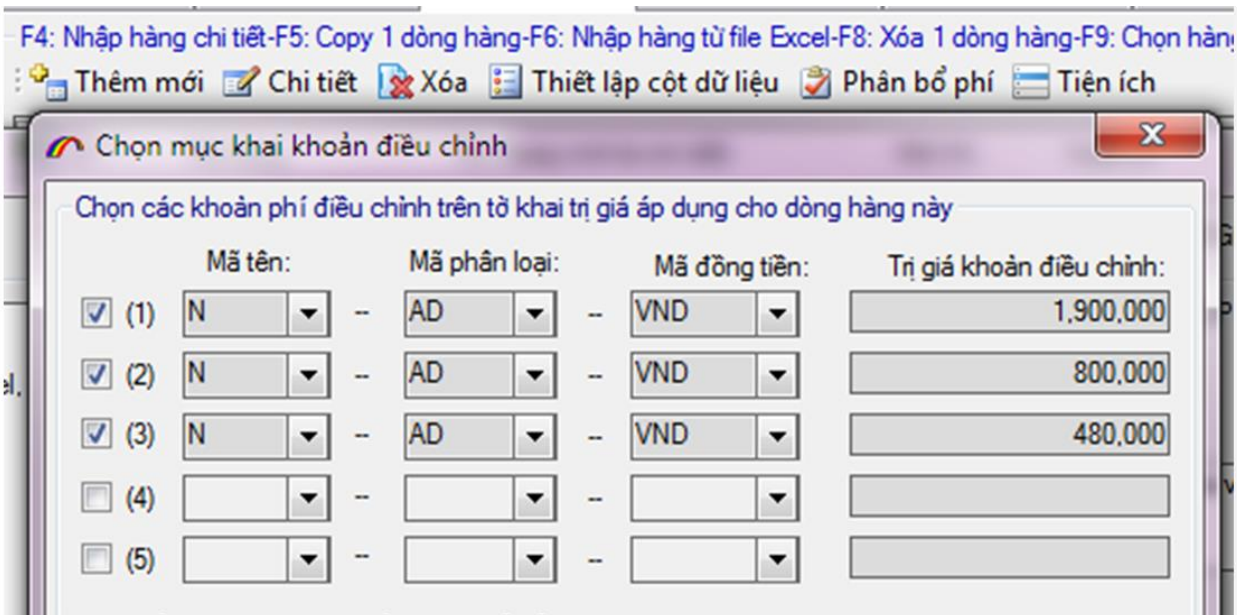 F4: Nhập hàng chi tiết-F5: Copy 1 dòng hàng-F6: Nhập hàng từ file Excel-F8: Xóa 1 dòng hàng-F9: Chọn hàng
Thêm mới Chi tiết Xóa Thiết lập cột dữ liệu Phân bổ phí Tiện ích
Chọn mục khai khoản điều chỉnh
Chọn các khoản phí điều chỉnh trên tờ khai trị giá áp dụng cho dòng hàng này
Mã tên: Mã phân loại: Mã đồng tiền: Trị giá khoản điều chỉnh:
(1) N -- AD -- VND 1,900,000
(2) N -- AD -- VND 800,000
(3) N -- AD -- VND 480,000
(4) -- --
(5) -- --